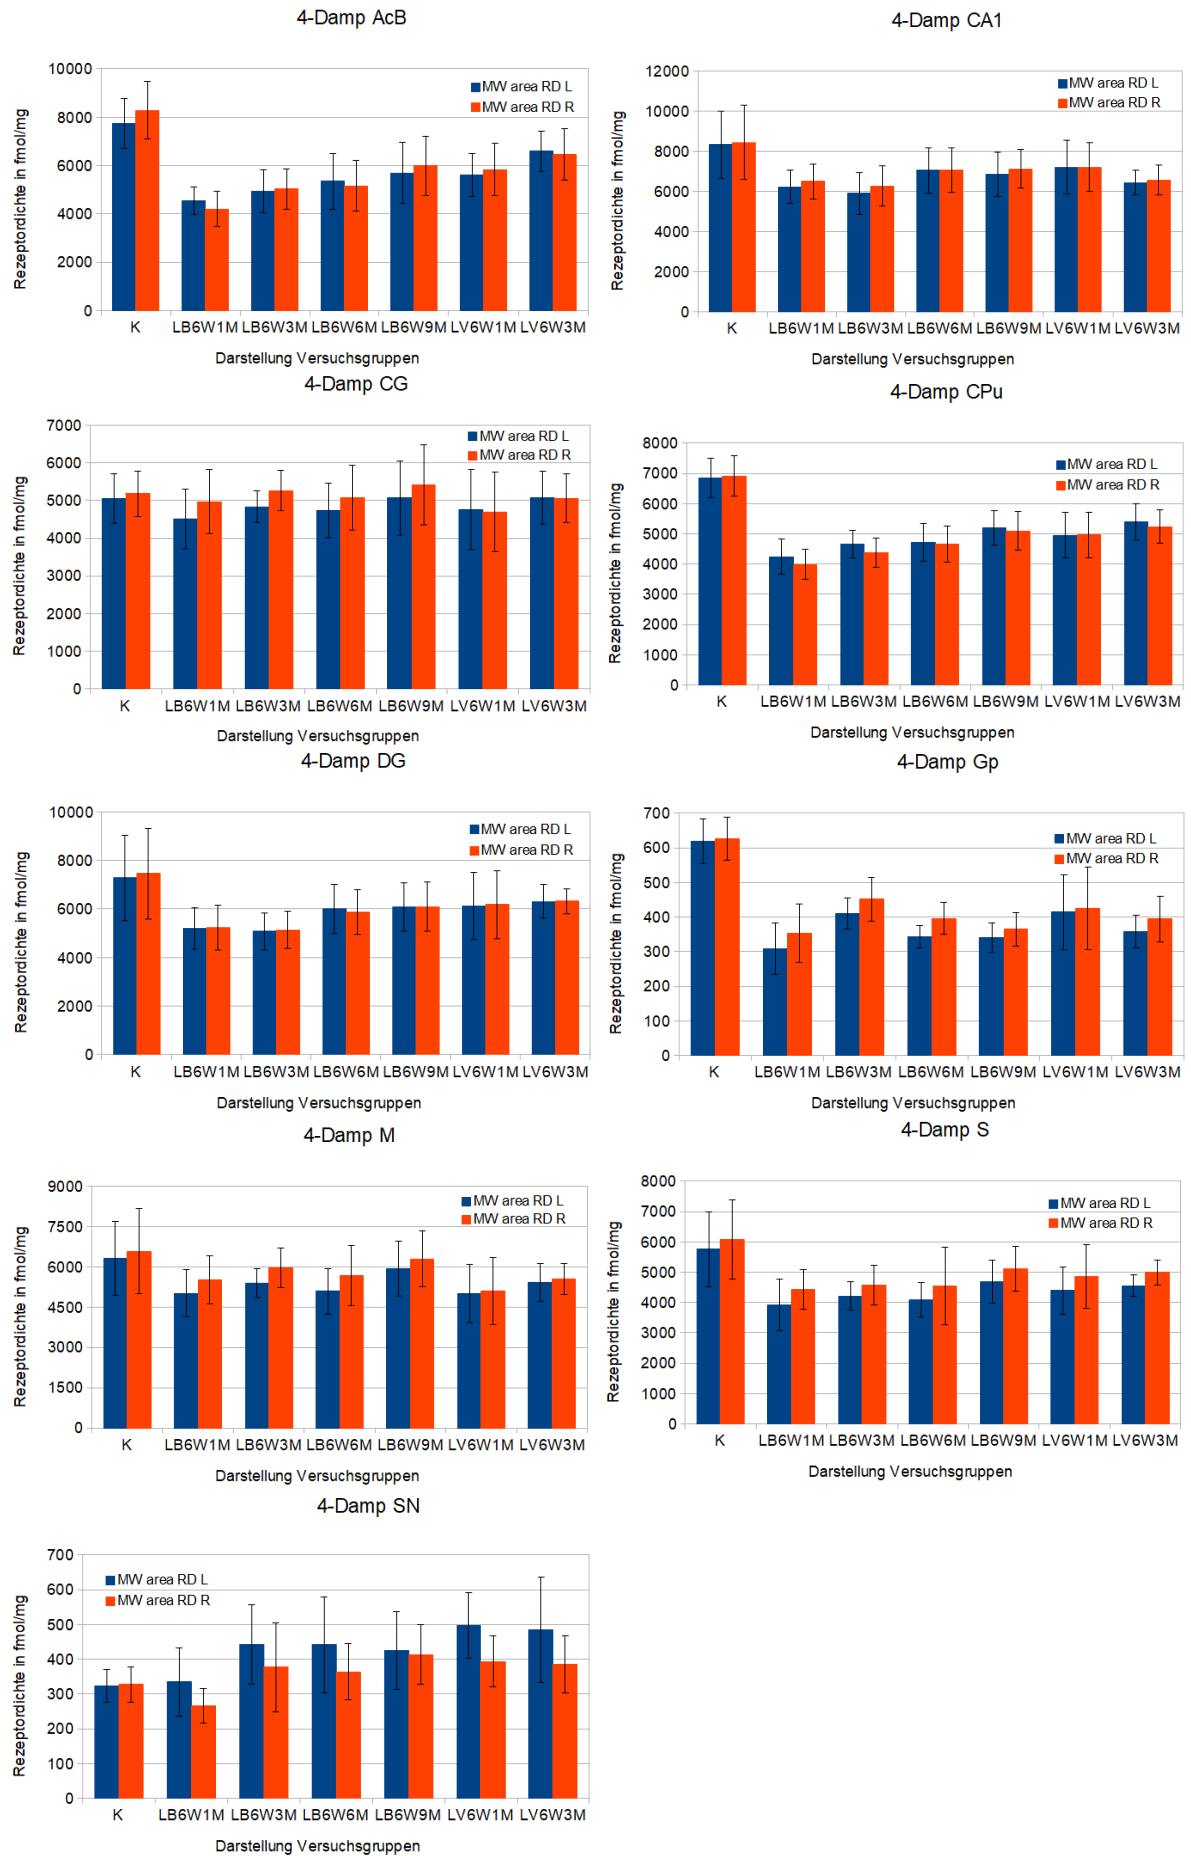 4-Damp AcB
Rezeptordichte in fmol/mg
10000
8000
6000
4000
2000
0
MW area RD L
MW area RD R
K LB6W1M LB6W3M LB6W6M LB6W9M LV6W1M LV6W3M
Darstellung Versuchsgruppen
4-Damp CA1
Rezeptordichte in fmol/mg
12000
10000
8000
6000
4000
2000
0
MW area RD L
MW area RD R
K LB6W1M LB6W3M LB6W6M LB6W9M LV6W1M LV6W3M
Darstellung Versuchsgruppen
4-Damp CG
Rezeptordichte in fmol/mg
7000
6000
5000
4000
3000
2000
1000
0
MW area RD L
MW area RD R
K LB6W1M LB6W3M LB6W6M LB6W9M LV6W1M LV6W3M
Darstellung Versuchsgruppen
4-Damp CPu
Rezeptordichte in fmol/mg
8000
7000
6000
5000
4000
3000
2000
1000
0
MW area RD L
MW area RD R
K LB6W1M LB6W3M LB6W6M LB6W9M LV6W1M LV6W3M
Darstellung Versuchsgruppen
4-Damp DG
Rezeptordichte in fmol/mg
10000
8000
6000
4000
2000
0
MW area RD L
MW area RD R
K LB6W1M LB6W3M LB6W6M LB6W9M LV6W1M LV6W3M
Darstellung Versuchsgruppen
4-Damp Gp
Rezeptordichte in fmol/mg
700
600
500
400
300
200
100
0
MW area RD L
MW area RD R
K LB6W1M LB6W3M LB6W6M LB6W9M LV6W1M LV6W3M
Darstellung Versuchsgruppen
4-Damp M
Rezeptordichte in fmol/mg
9000
7500
6000
4500
3000
1500
0
MW area RD L
MW area RD R
K LB6W1M LB6W3M LB6W6M LB6W9M LV6W1M LV6W3M
Darstellung Versuchsgruppen
4-Damp S
Rezeptordichte in fmol/mg
8000
7000
6000
5000
4000
3000
2000
1000
0
MW area RD L
MW area RD R
K LB6W1M LB6W3M LB6W6M LB6W9M LV6W1M LV6W3M
Darstellung Versuchsgruppen
4-Damp SN
Rezeptordichte in fmol/mg
700
600
500
400
300
200
100
0
MW area RD L
MW area RD R
K LB6W1M LB6W3M LB6W6M LB6W9M LV6W1M LV6W3M
Darstellung Versuchsgruppen